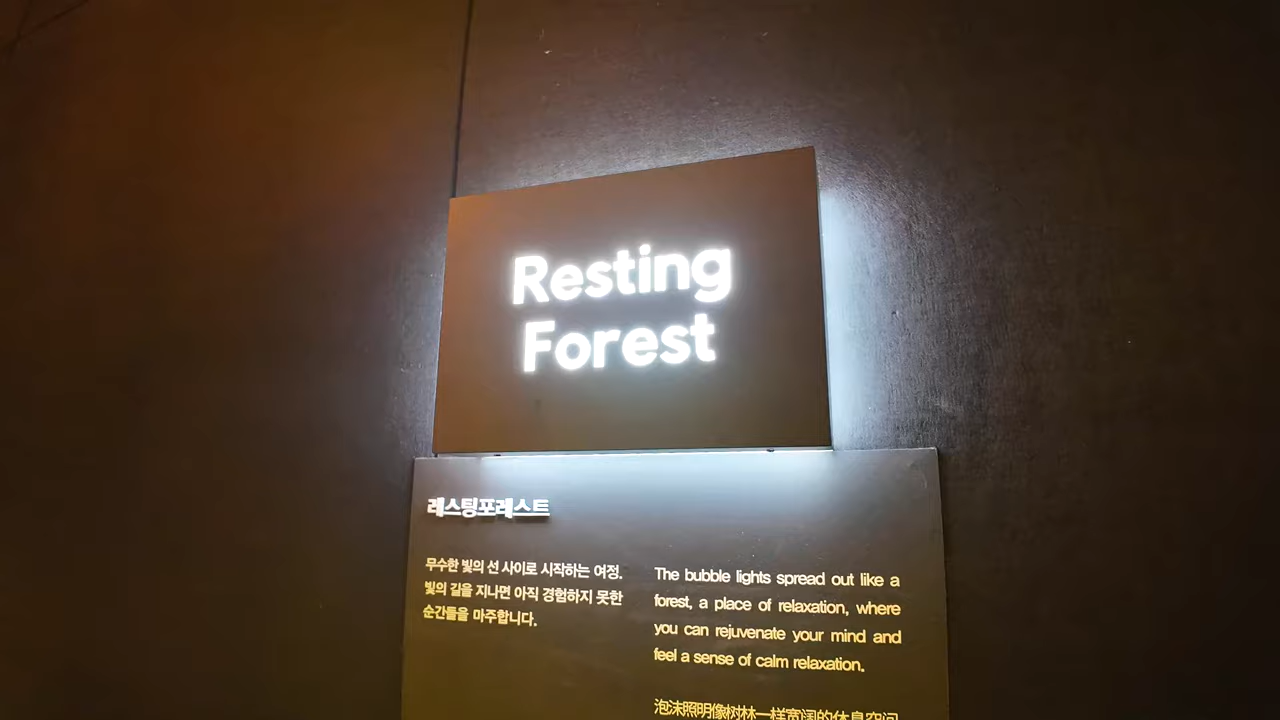 Resting
Forest
레스팅포레스트
무수한 빛의 선 사이로 시작하는 여정.
빛의 길을 지나면 아직 경험하지 못한
순간들을 마주합니다.
The bubble lights spread out like a
forest, a place of relaxation, where
you can rejuvenate your mind and
feel a sense of calm relaxation.
泡沫照明像树林一样宽阔的休息空间